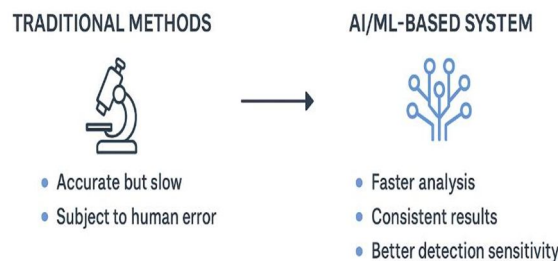 TRADITIONAL METHODS
AI/ML-BASED SYSTEM
Accurate but slow
Subject to human error
Faster analysis
Consistent results
Better detection sensitivity